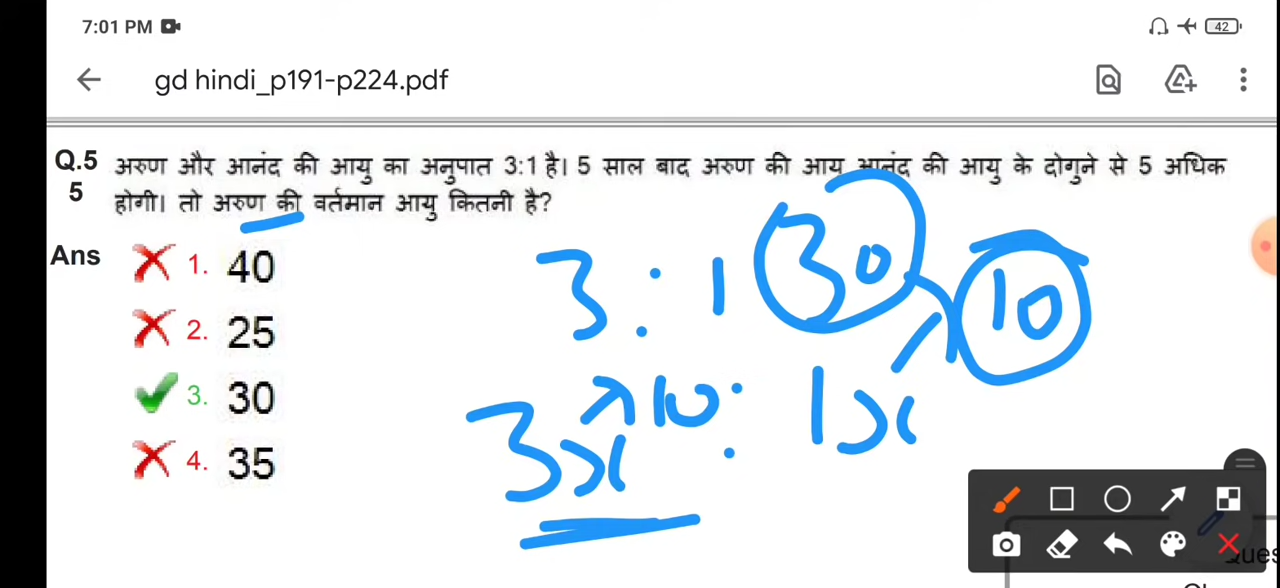 7:01 PM 42
gd hindi_p191-p224.pdf
Q.5 अरुण और आनंद की आयु का अनुपात 3:1 है। 5 साल बाद अरुण की आय आनंद की आयु के दोगुने से 5 अधिक
5 होगी। तो अरुण की वर्तमान आयु कितनी है?
Ans 1. 40
2. 25
3. 30
4. 35
3 : 1 30 10
3x 10 : 1x